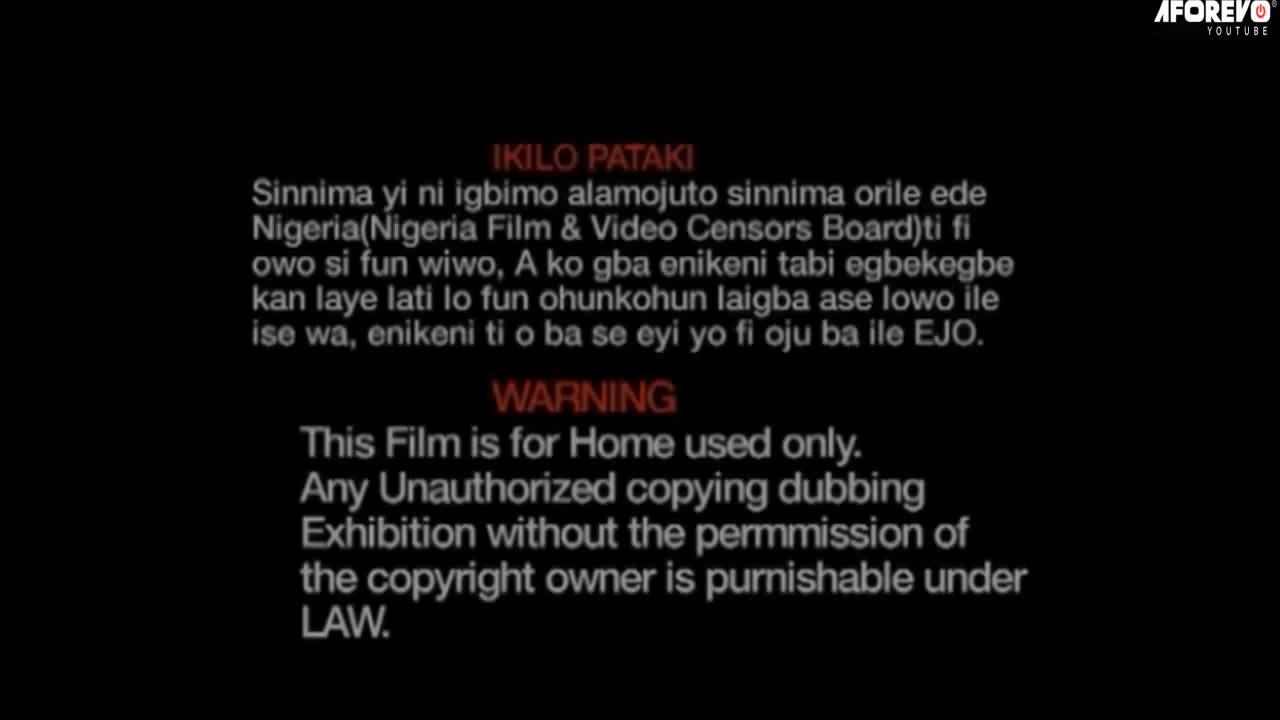 AFOREVO
YOUTUBE
IKILO PATAKI
Sinnima yi ni igbimo alamojuto sinnima orile ede
Nigeria(Nigeria Film & Video Censors Board)ti fi
owo si fun wiwo, A ko gba enikeni tabi egbekegbe
kan laye lati lo fun ohunkohun laigba ase lowo ile
ise wa, enikeni ti o ba se eyi yo fi oju ba ile EJO.
WARNING
This Film is for Home used only.
Any Unauthorized copying dubbing
Exhibition without the permmission of
the copyright owner is purnishable under
LAW.